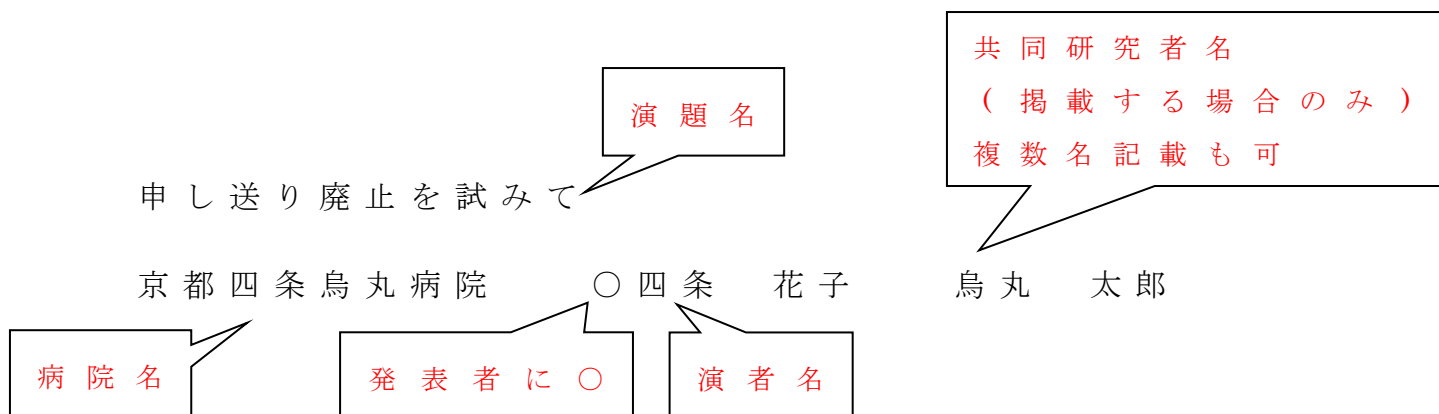 共同研究者名
(掲載する場合のみ)
複数名記載も可
演題名
申し送り廃止を試みて
京都四条烏丸病院　　〇四条　花子　　烏丸　太郎
病院名
発表者に〇
演者名